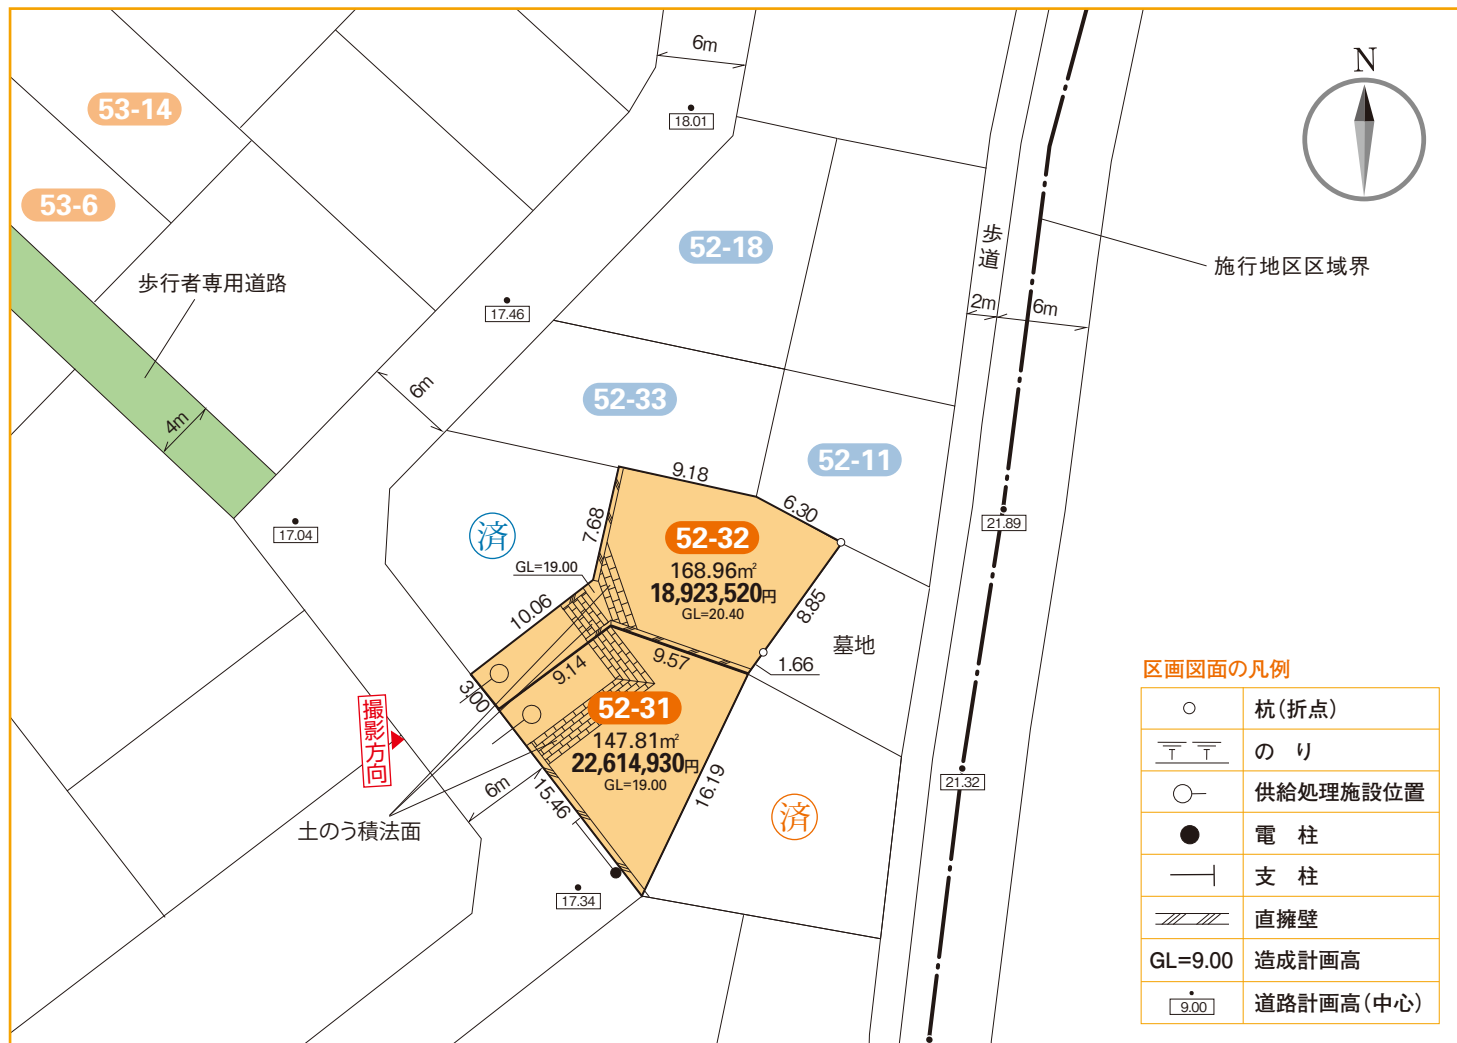 6m
N
53-14
18.01
53-6
52-18
歩道
施行地区区域界
歩行者専用道路
17.46
2m
6m
6m
52-33
4m
52-11
9.18
6.30
7.68
17.04
済
52-32
21.89
GL=19.00
168.96㎡
18,923,520円
GL=20.40
10.06
8.85
墓地
9.14
9.57
1.66
3.00
52-31
147.81㎡
22,614,930円
GL=19.00
撮影方向
6m
15.46
16.19
21.32
済
土のう積法面
17.34
区画図面の凡例
杭(折点)
のり
供給処理施設位置
電柱
支柱
直擁壁
GL=9.00 造成計画高
9.00 道路計画高(中心)